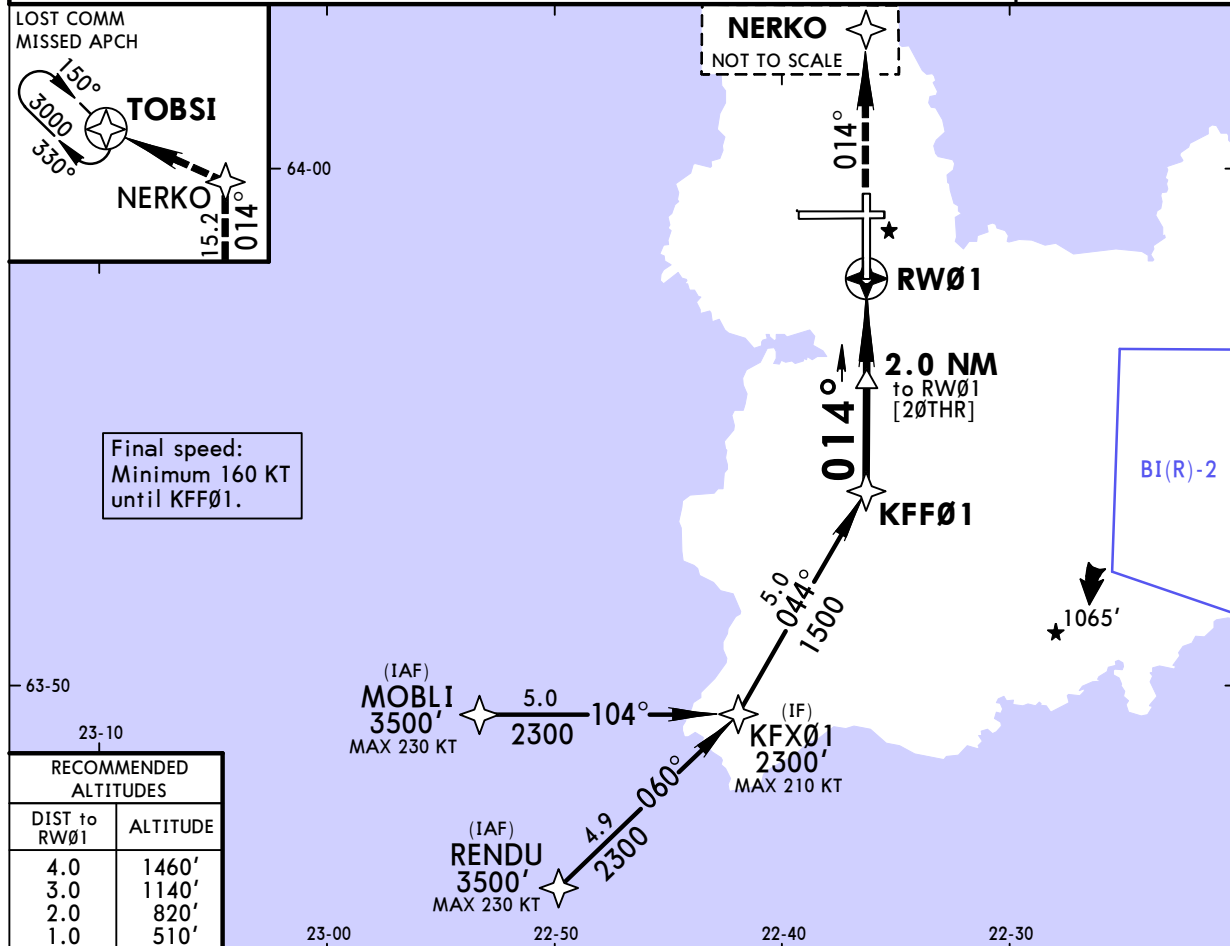 LOST COMM
MISSED APCH
150°
TOBSI
3000
330°
NERKO
15.2
014°
NERKO
NOT TO SCALE
014°
64-00
RWØ1
2.0 NM
to RWØ1
[2ØTHR]
014°
Final speed:
Minimum 160 KT
until KFFØ1.
BI(R)-2
KFFØ1
5.0
044°
1500
1065'
63-50
(IAF)
MOBLI
3500'
MAX 230 KT
5.0
104°
2300
(IF)
KFXØ1
2300'
MAX 210 KT
23-10
060°
4.9
2300
(IAF)
RENDU
3500'
MAX 230 KT
RECOMMENDED
ALTITUDES
DIST to
RWØ1
ALTITUDE
4.0 1460'
3.0 1140'
2.0 820'
1.0 510'
23-00
22-50
22-40
22-30